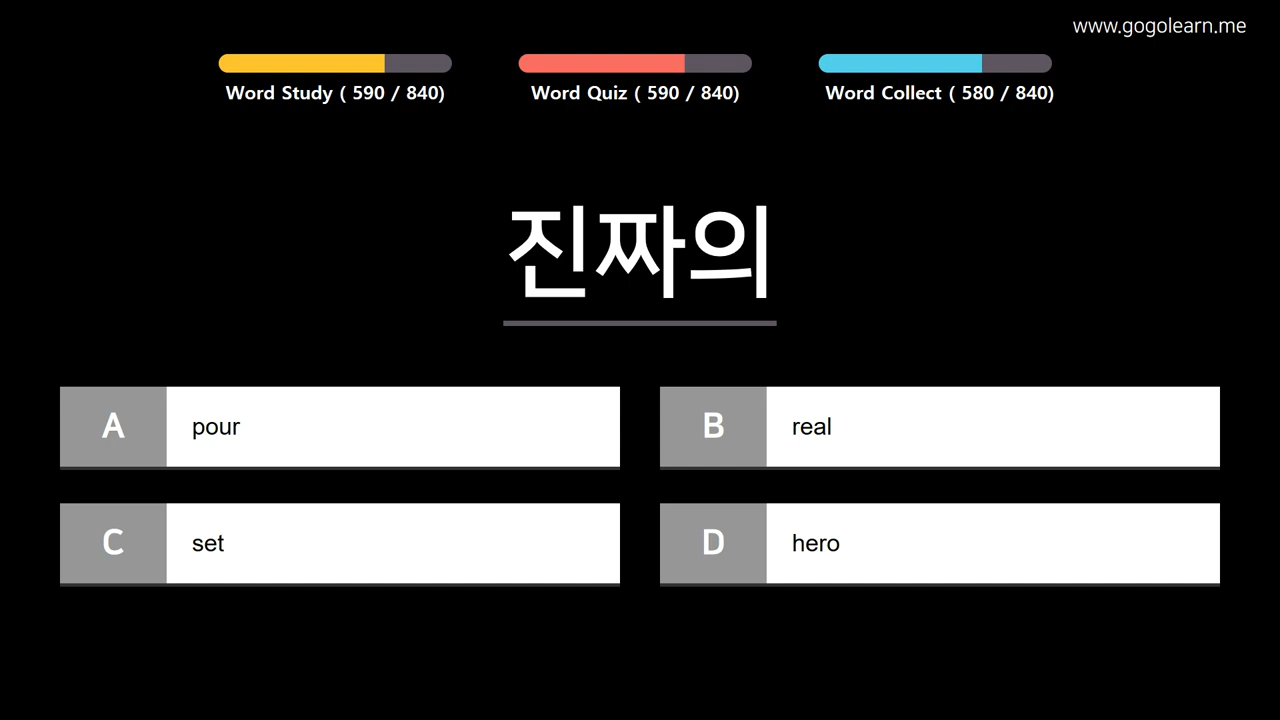 www.gogolearn.me
Word Study ( 590 / 840)
Word Quiz ( 590 / 840)
Word Collect ( 580 / 840)
진짜의
A pour
B real
C set
D hero